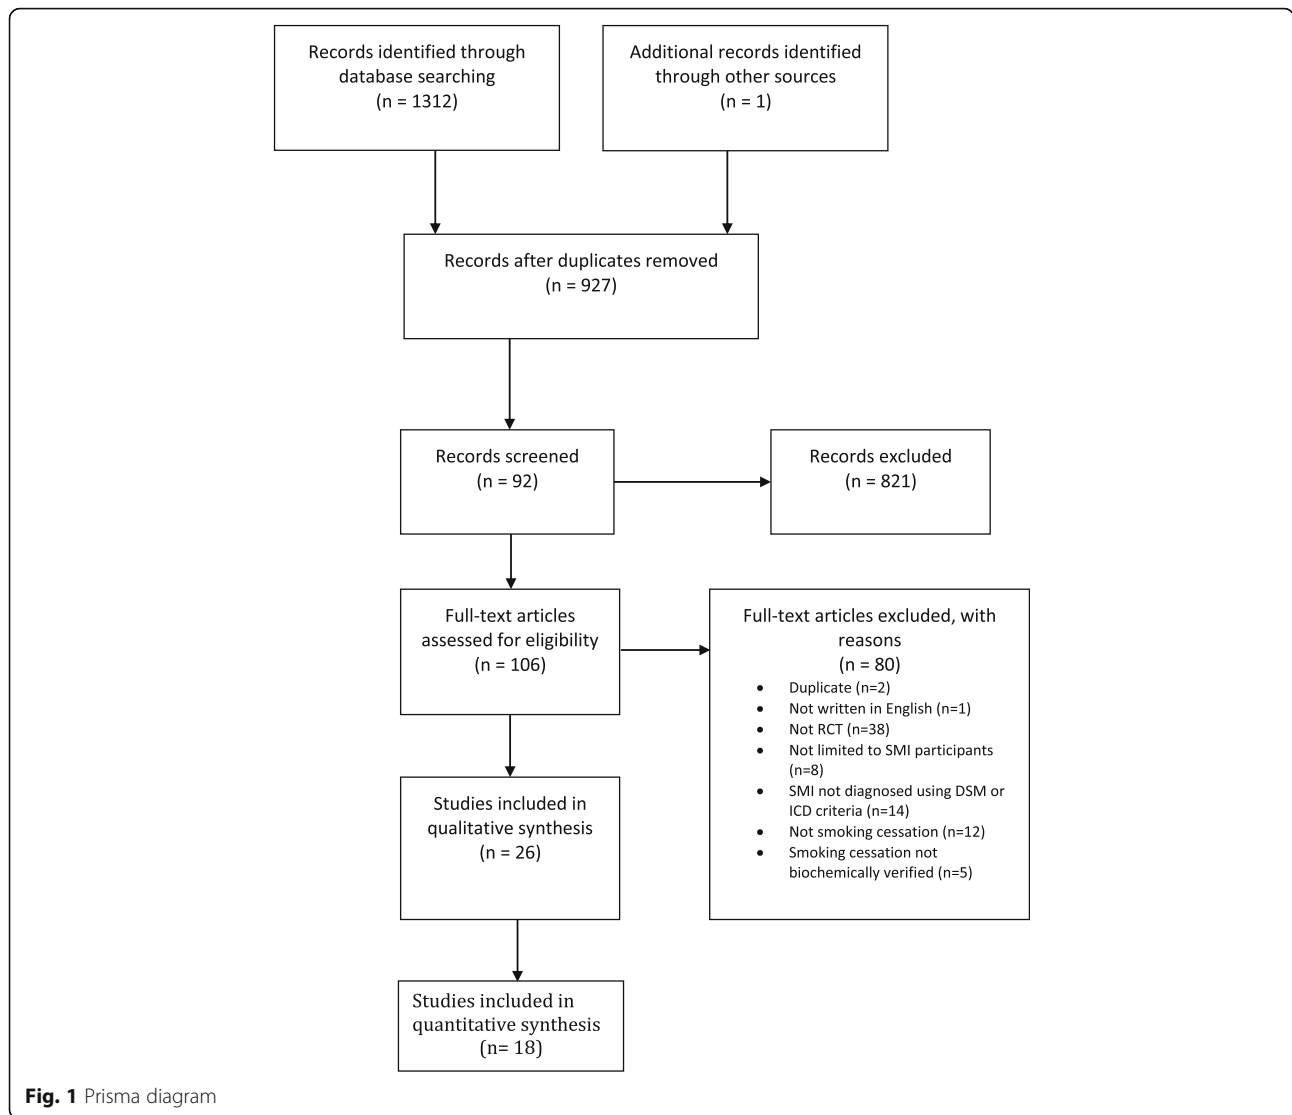 Records identified through
database searching
(n = 1312)
Additional records identified
through other sources
(n = 1)
Records after duplicates removed
(n = 927)
Records screened
(n = 92)
Records excluded
(n = 821)
Full-text articles
assessed for eligibility
(n = 106)
Full-text articles excluded, with
reasons
(n = 80)
• Duplicate (n=2)
• Not written in English (n=1)
• Not RCT (n=38)
• Not limited to SMI participants
(n=8)
• SMI not diagnosed using DSM or
ICD criteria (n=14)
• Not smoking cessation (n=12)
• Smoking cessation not
biochemically verified (n=5)
Studies included in
qualitative synthesis
(n = 26)
Studies included in
quantitative synthesis
(n= 18)
Fig. 1 Prisma diagram